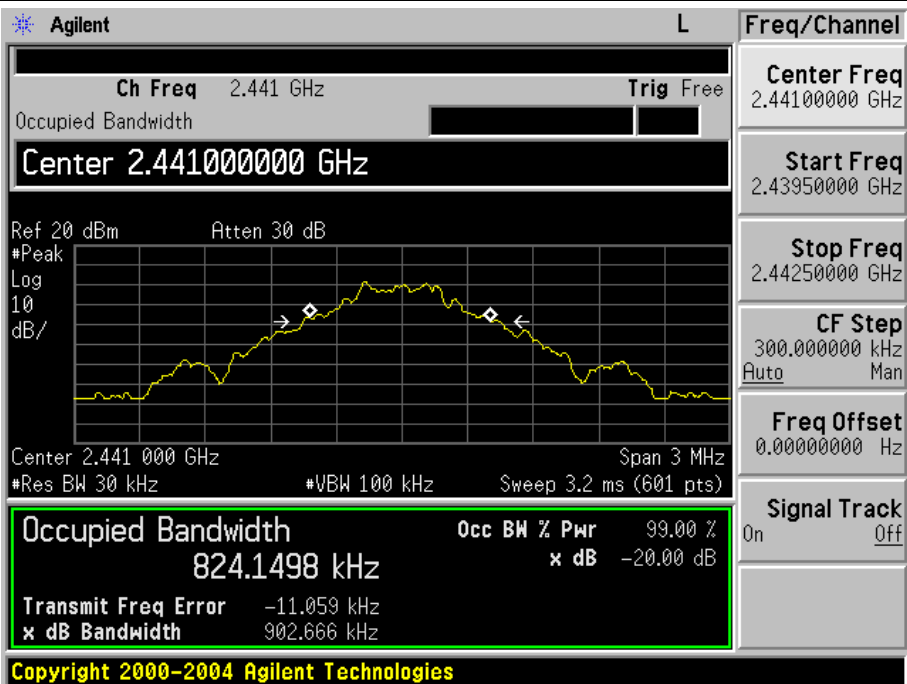 Agilent L
Ch Freq 2.441 GHz Trig Free
Occupied Bandwidth
Center 2.441000000 GHz
Ref 20 dBm Atten 30 dB
#Peak
Log
10
dB/
Center 2.441 000 GHz Span 3 MHz
#Res BW 30 kHz #VBW 100 kHz Sweep 3.2 ms (601 pts)
Occupied Bandwidth Occ BW % Pwr 99.00 %
824.1498 kHz x dB -20.00 dB
Transmit Freq Error -11.059 kHz
x dB Bandwidth 902.666 kHz
Copyright 2000-2004 Agilent Technologies
Freq/Channel
Center Freq
2.44100000 GHz
Start Freq
2.43950000 GHz
Stop Freq
2.44250000 GHz
CF Step
300.000000 kHz
Auto Man
Freq Offset
0.00000000 Hz
Signal Track
On Off